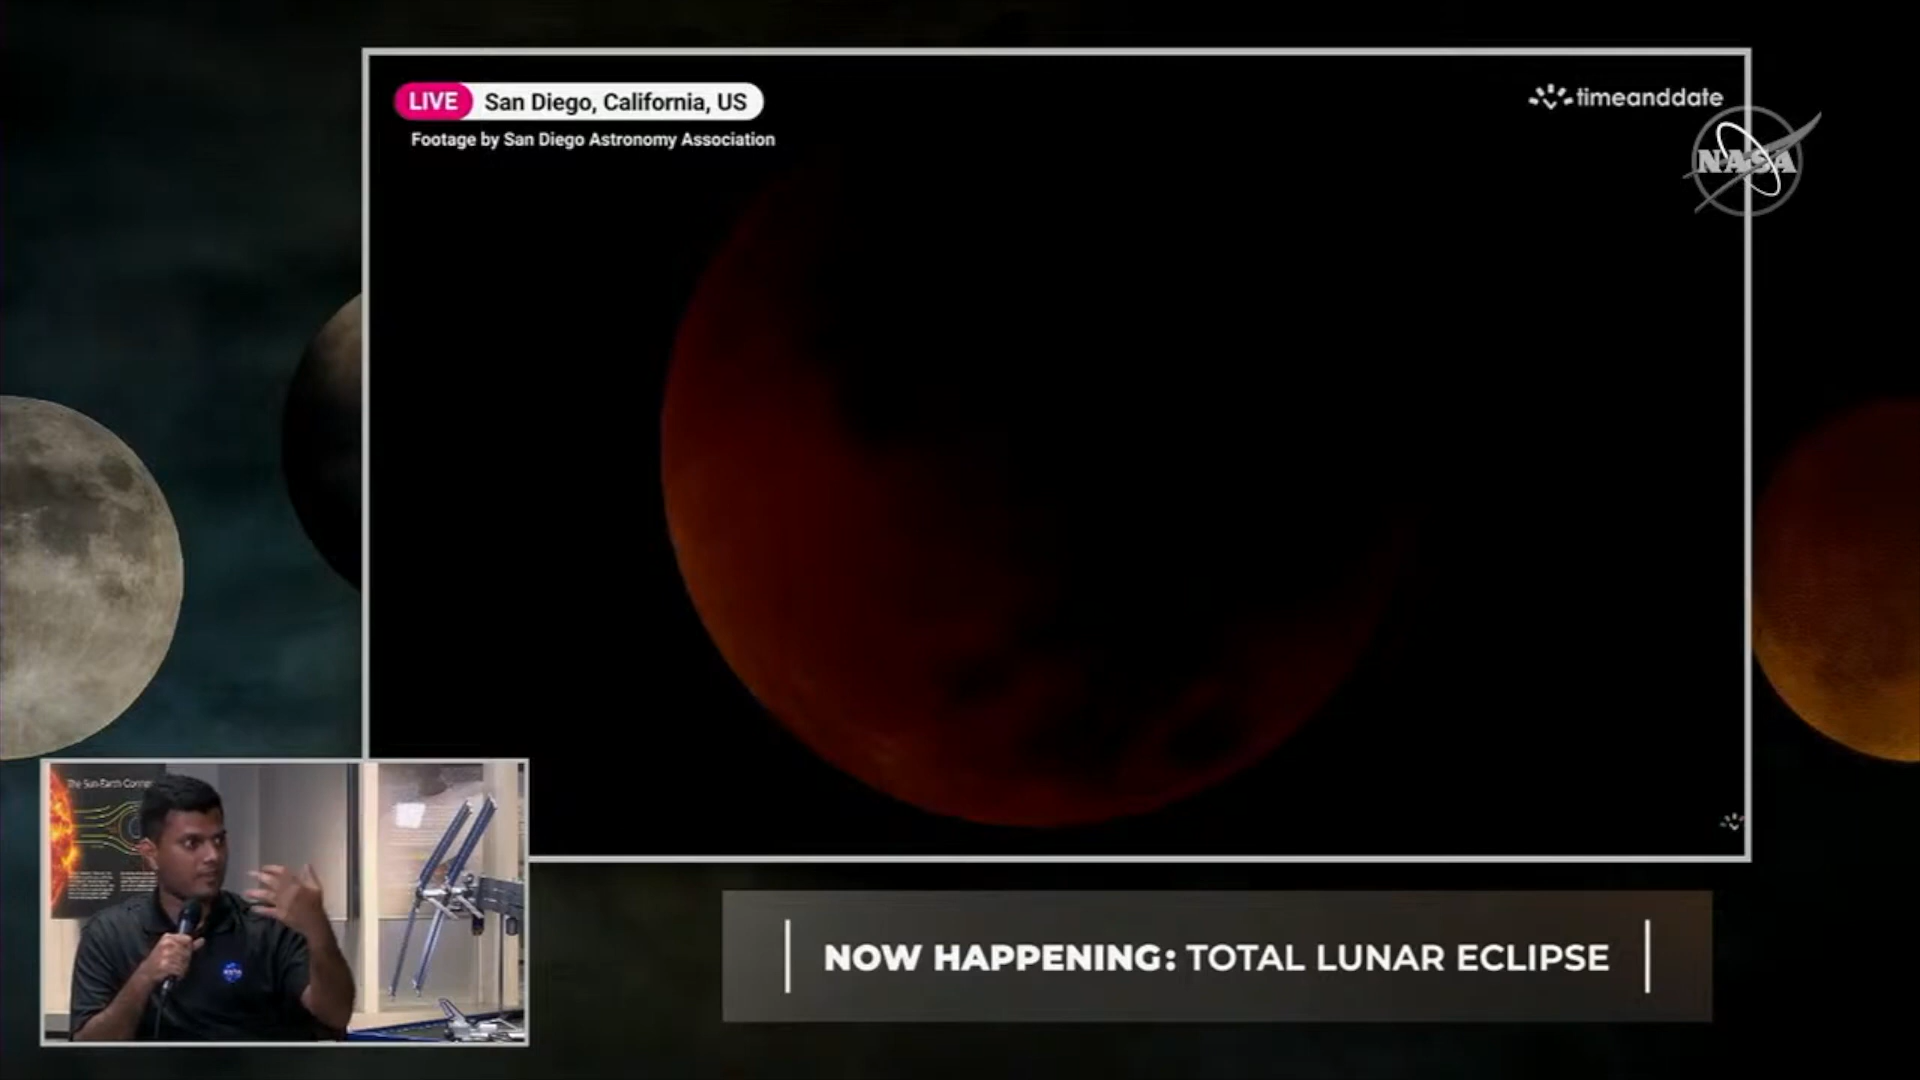 LIVE San Diego, California, US
Footage by San Diego Astronomy Association
timeanddate
NASA
The Sun-Earth
NASA
NOW HAPPENING: TOTAL LUNAR ECLIPSE